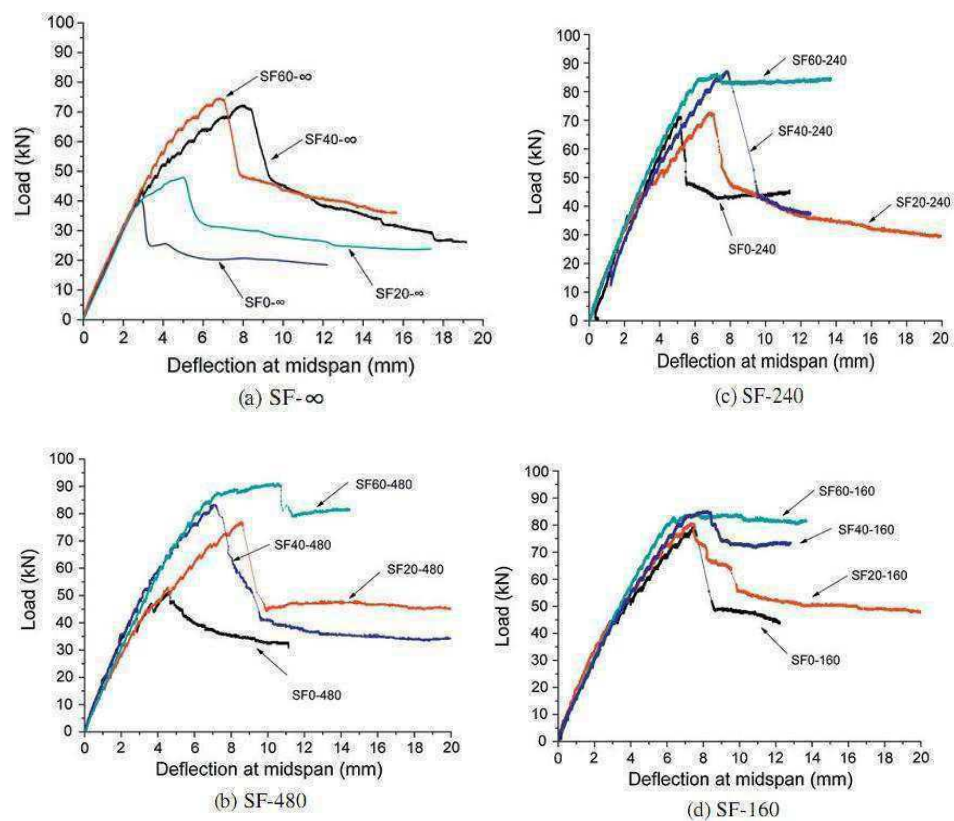 100
90
80
70
60
50
40
30
20
10
0
Load (kN)
SF60-∞
SF40-∞
SF20-∞
SF0-∞
0 2 4 6 8 10 12 14 16 18 20
Deflection at midspan (mm)
(a) SF-∞
100
90
80
70
60
50
40
30
20
10
0
Load (kN)
SF60-240
SF40-240
SF20-240
SF0-240
0 2 4 6 8 10 12 14 16 18 20
Deflection at midspan (mm)
(c) SF-240
100
90
80
70
60
50
40
30
20
10
0
Load (kN)
SF60-480
SF40-480
SF20-480
SF0-480
0 2 4 6 8 10 12 14 16 18 20
Deflection at midspan (mm)
(b) SF-480
100
90
80
70
60
50
40
30
20
10
0
Load (kN)
SF60-160
SF40-160
SF20-160
SF0-160
0 2 4 6 8 10 12 14 16 18 20
Deflection at midspan (mm)
(d) SF-160